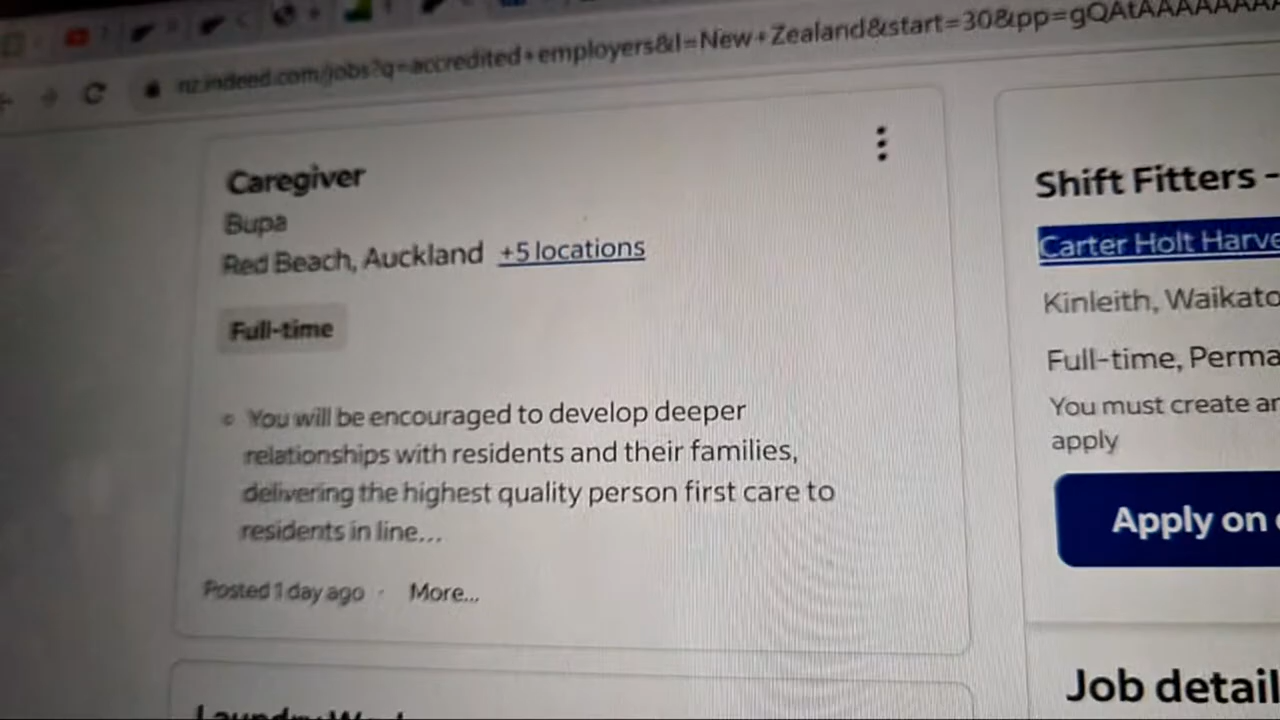 nz.indeed.com/jobs?q=accredited+employers&l=New+Zealand&start=30&pp=gQAtAAAAAAA
Caregiver
Bupa
Red Beach, Auckland +5 locations
Full-time
You will be encouraged to develop deeper
relationships with residents and their families,
delivering the highest quality person first care to
residents in line...
Posted 1 day ago · More...
Shift Fitters -
Carter Holt Harve
Kinleith, Waikato
Full-time, Perma
You must create an
apply
Apply on
Job detail